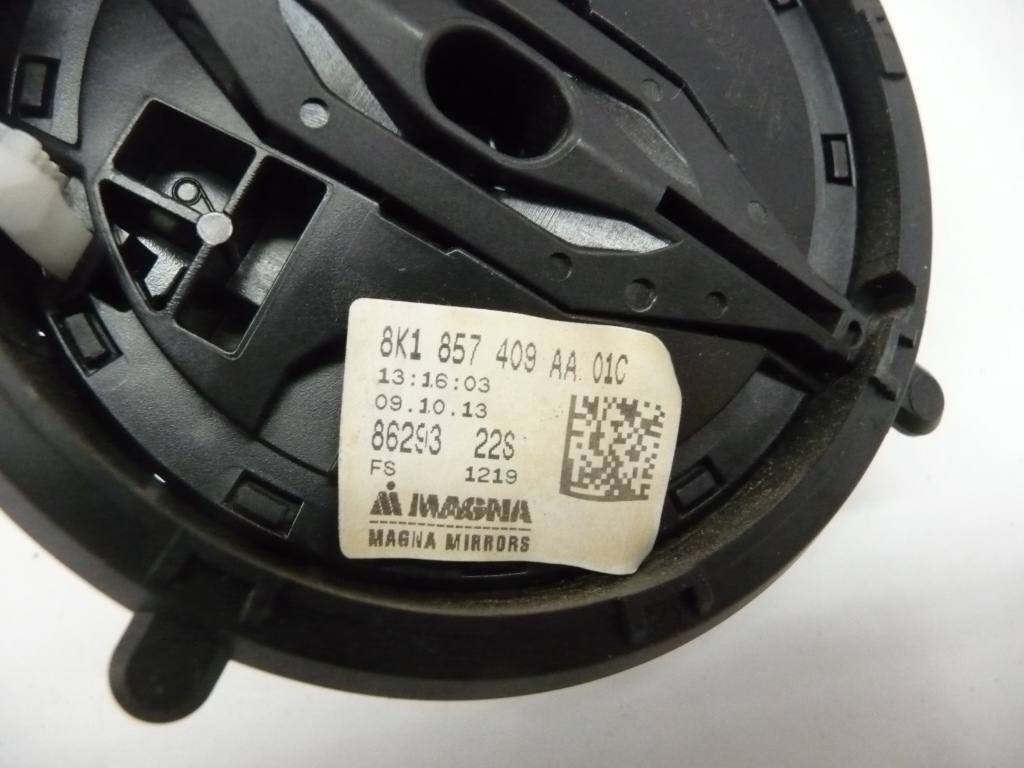 8K1 857 409 AA 01C
13:16:03
09.10.13
86293 22S
FS 1219
MAGNA
MAGNA MIRRORS